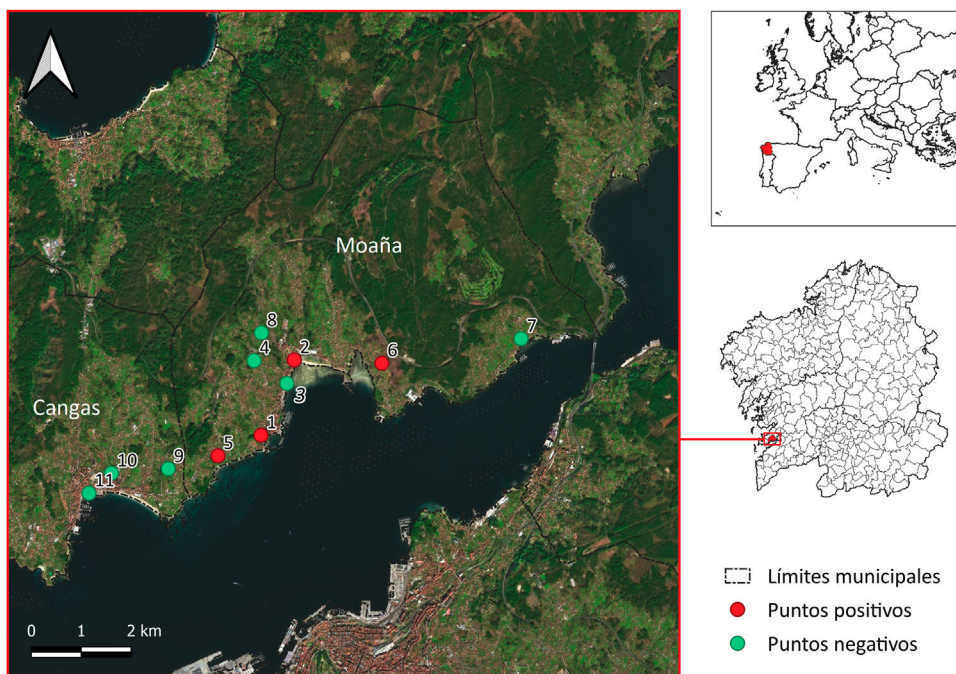 Moaña
8
7
4
2
6
3
Cangas
1
5
9
10
11
0 1 2 km
Límites municipales
Puntos positivos
Puntos negativos